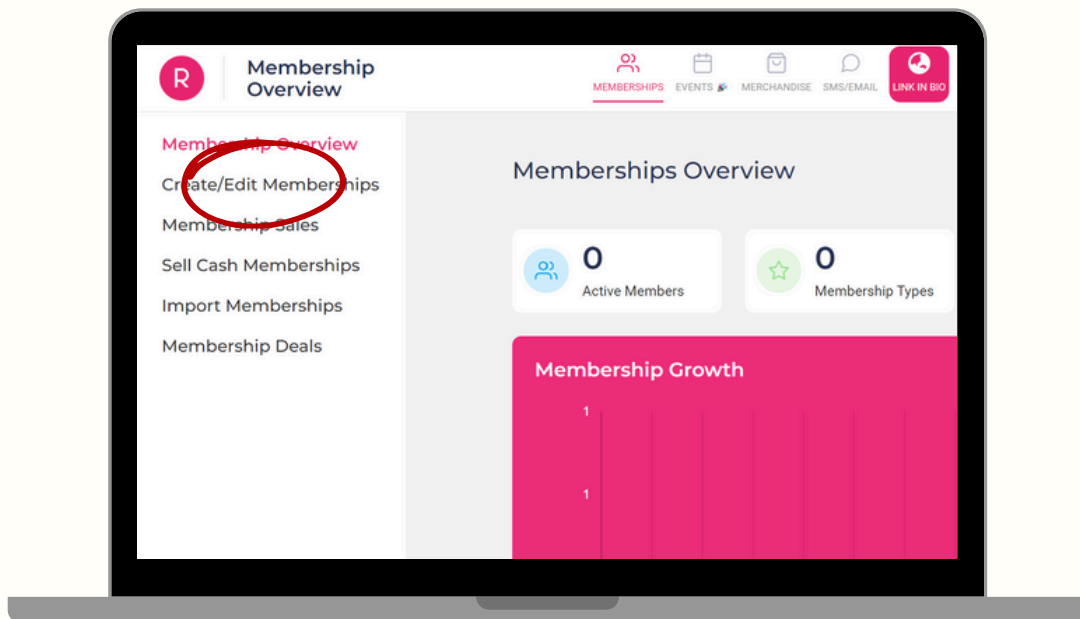 R
Membership
Overview
MEMBERSHIPS
EVENTS 🎉
MERCHANDISE
SMS/EMAIL
LINK IN BIO
Membership Overview
Create/Edit Memberships
Membership Sales
Sell Cash Memberships
Import Memberships
Membership Deals
Memberships Overview
0
Active Members
0
Membership Types
Membership Growth
1
1